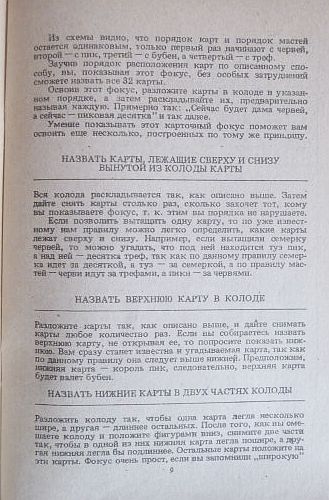 Из схемы видно, что порядок карт и порядок мастей
остается одинаковым, только первый раз начинают с червей,
второй — с пик, третий — с бубен, а четвертый — с треф.
Заучив порядок расположения карт по описанному спосо-
бу, вы, показывая этот фокус, без особых затруднений
сможете назвать все 32 карты.
Освоив этот фокус, разложите карты в колоде в указан-
ном порядке, а затем раскладывайте их, предварительно
называя каждую. Примерно так: „Сейчас будет дама червей,
а сейчас — пиковая десятка" и так далее.
Умение показывать этот карточный фокус поможет вам
освоить еще несколько, построенных по тому же принципу.
НАЗВАТЬ КАРТЫ, ЛЕЖАЩИЕ СВЕРХУ И СНИЗУ
ВЫНУТОЙ ИЗ КОЛОДЫ КАРТЫ
Вся колода раскладывается так, как описано выше. Затем
дайте снять карты столько раз, сколько захочет тот, кому
вы показываете фокус, т. к. этим вы порядка не нарушаете.
Если позволить вытащить одну карту, то по уже извест-
ному нам правилу можно легко определить, какие карты
лежат сверху и снизу. Например, если вытащили семерку
червей, то можно угадать, что под ней находится туз пик,
а над ней — десятка треф, так как по данному правилу семер-
ка идет за десяткой, а туз — за семеркой, а по правилу мас-
тей — черви идут за трефами, а пики — за червями.
НАЗВАТЬ ВЕРХНЮЮ КАРТУ В КОЛОДЕ
Разложите карты так, как описано выше, и дайте снимать
карты любое количество раз. Если вы собираетесь назвать
верхнюю карту, не открывая ее, то попросите показать ниж-
нюю. Вам сразу станет известна и угадываемая карта, так как
по данному правилу она следует выше нижней. Предположим,
нижняя карта — король пик, следовательно, верхняя карта
будет валет бубен.
НАЗВАТЬ НИЖНИЕ КАРТЫ В ДВУХ ЧАСТЯХ КОЛОДЫ
Разложить колоду так, чтобы одна карта легла несколько
шире, а другая — длиннее остальных. После того, как вы сме-
шаете колоду и положите фигурами вниз, снимите две части
так, чтобы в одной из них нижняя карта легла пошире, а дру-
гая нижняя легла бы подлиннее. Остальные карты положите на
эти карты. Фокус очень прост, если вы запомнили „широкую"
9